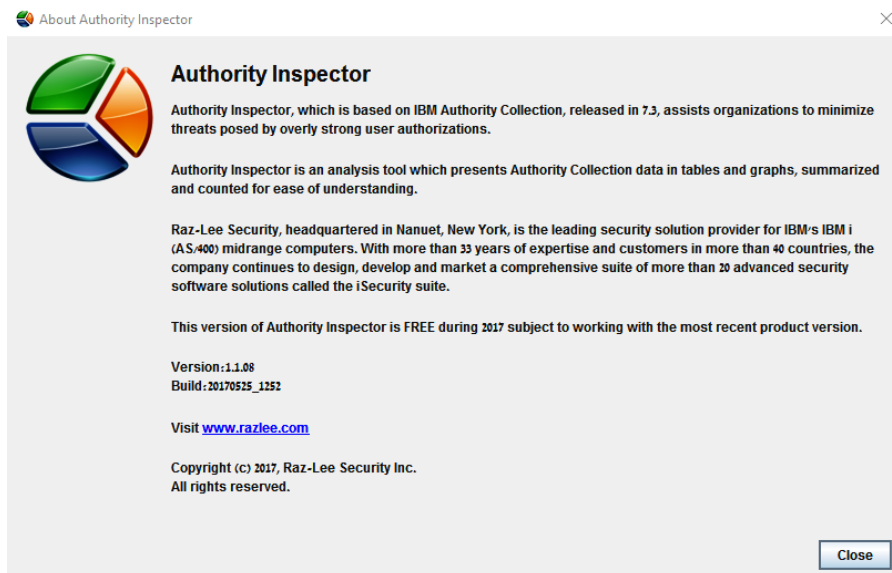 About Authority Inspector
Authority Inspector
Authority Inspector, which is based on IBM Authority Collection, released in 7.3, assists organizations to minimize
threats posed by overly strong user authorizations.
Authority Inspector is an analysis tool which presents Authority Collection data in tables and graphs, summarized
and counted for ease of understanding.
Raz-Lee Security, headquartered in Nanuet, New York, is the leading security solution provider for IBM's IBM i
(AS/400) midrange computers. With more than 33 years of expertise and customers in more than 40 countries, the
company continues to design, develop and market a comprehensive suite of more than 20 advanced security
software solutions called the iSecurity suite.
This version of Authority Inspector is FREE during 2017 subject to working with the most recent product version.
Version:1.1.08
Build:20170525_1252
Visit www.razlee.com
Copyright (c) 2017, Raz-Lee Security Inc.
All rights reserved.
Close